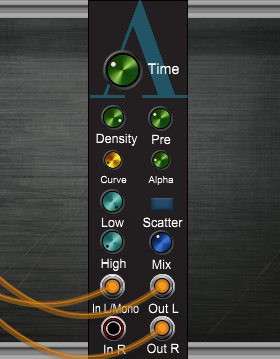 Time
Density Pre
Curve Alpha
Low Scatter
High Mix
In L/Mono Out L
In R Out R